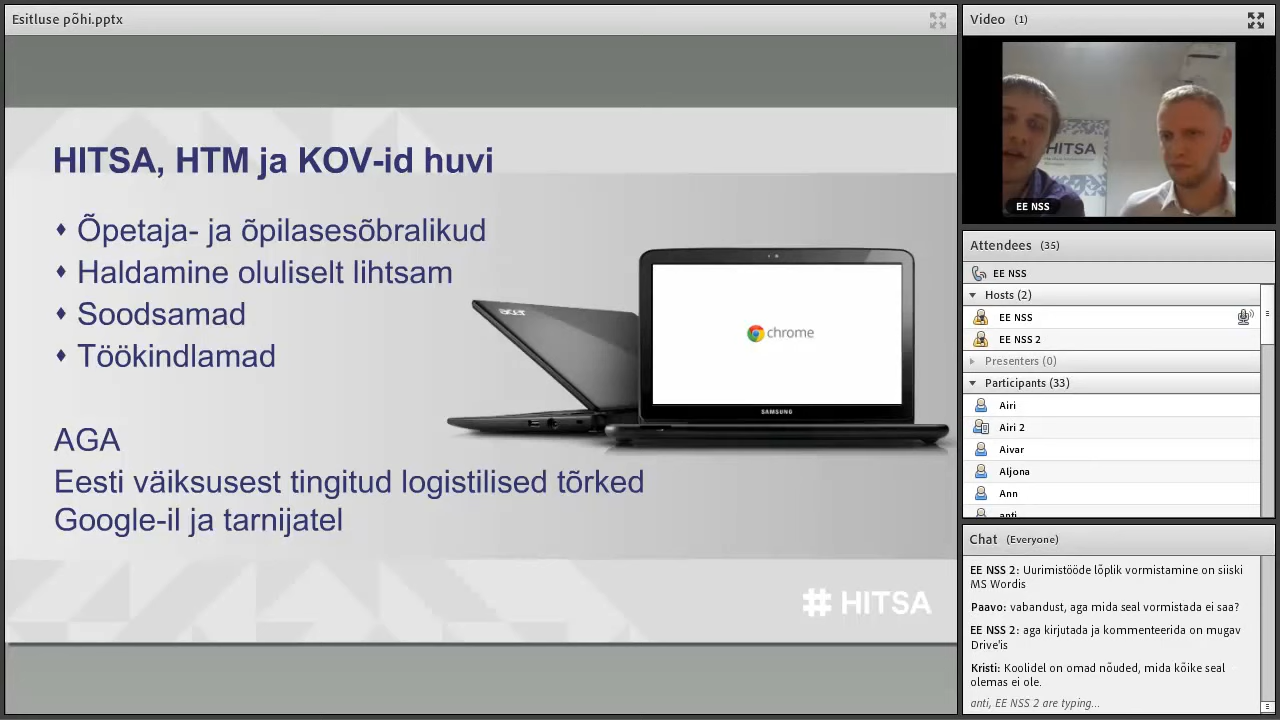 Esitluse põhi.pptx
HITSA, HTM ja KOV-id huvi
Õpetaja- ja õpilasesõbralikud
Haldamine oluliselt lihtsam
Soodsamad
Töökindlamad
AGA
Eesti väiksusest tingitud logistilised tõrked
Google-il ja tarnijatel
acer
chrome
SAMSUNG
# HITSA
Video (1)
HITSA
EE NSS
Attendees (35)
EE NSS
Hosts (2)
EE NSS
EE NSS 2
Presenters (0)
Participants (33)
Airi
Airi 2
Aivar
Aljona
Ann
anti
Chat (Everyone)
EE NSS 2: Uurimistööde lõplik vormistamine on siiski
MS Wordis
Paavo: vabandust, aga mida seal vormistada ei saa?
EE NSS 2: aga kirjutada ja kommenteerida on mugav
Drive'is
Kristi: Koolidel on omad nõuded, mida kõike seal
olemas ei ole.
anti, EE NSS 2 are typing...